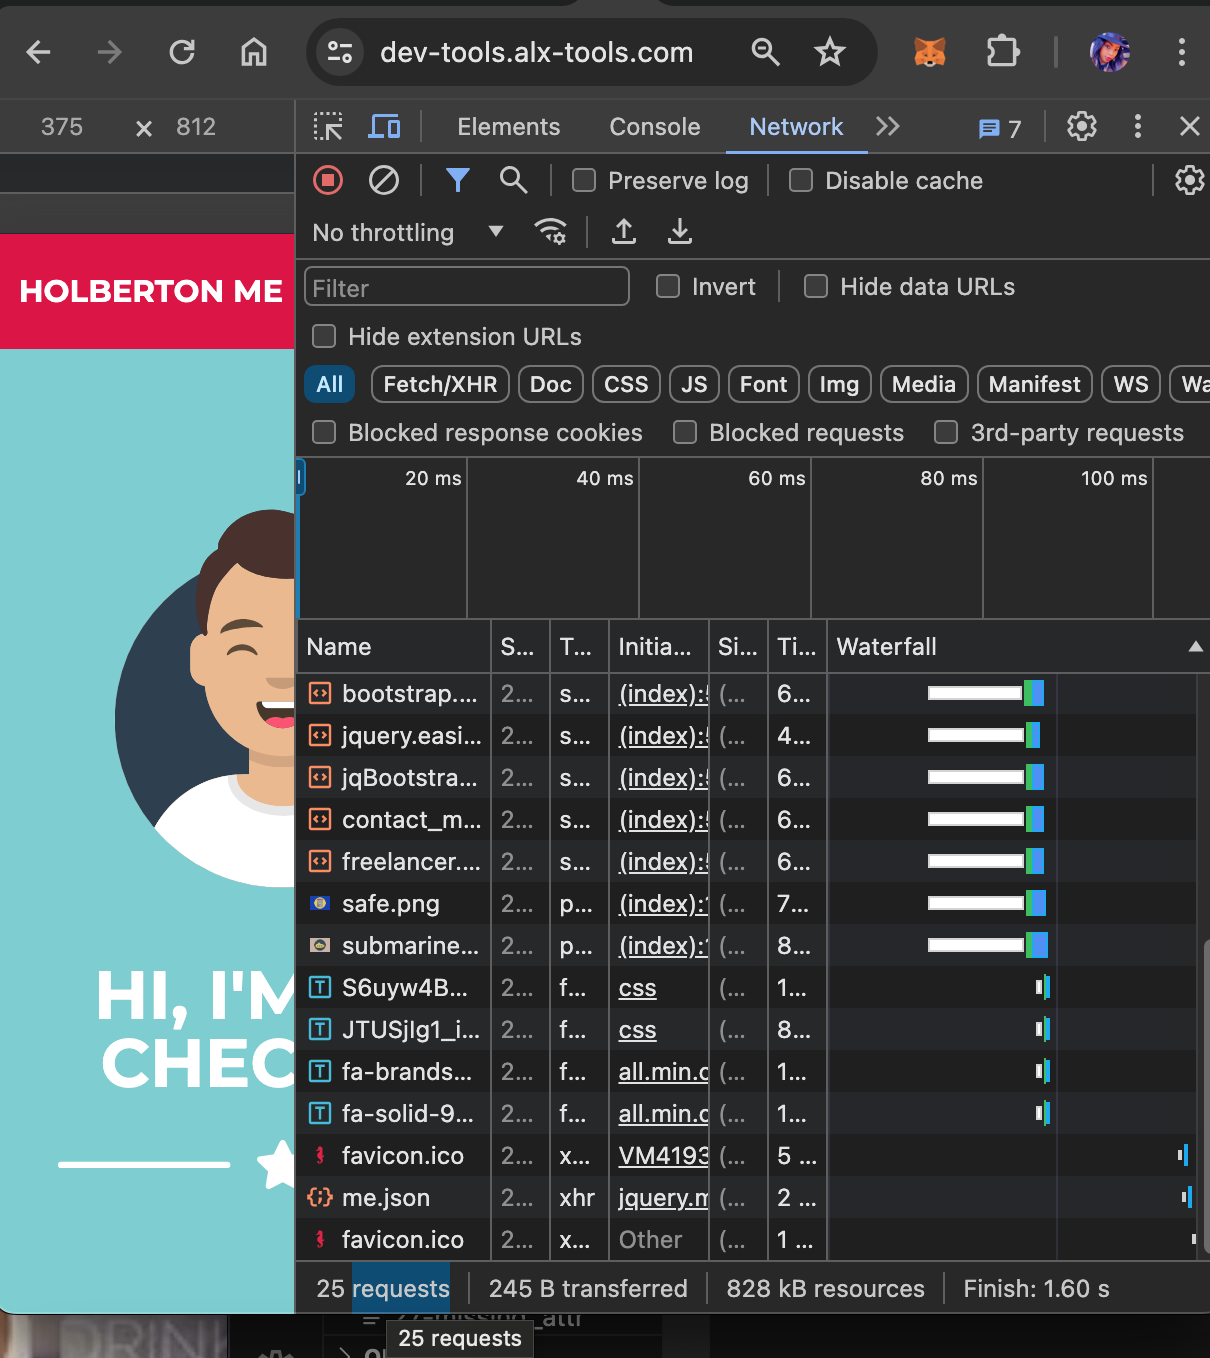 dev-tools.alx-tools.com
375 × 812
Elements Console Network 7
Preserve log Disable cache
No throttling
Filter Invert Hide data URLs
Hide extension URLs
All Fetch/XHR Doc CSS JS Font Img Media Manifest WS Wa
Blocked response cookies Blocked requests 3rd-party requests
20 ms 40 ms 60 ms 80 ms 100 ms
Name S... T... Initia... Si... Ti... Waterfall
bootstrap.... 2... s... (index):5 (... 6...
jquery.easi... 2... s... (index):5 (... 4...
jqBootstra... 2... s... (index):5 (... 6...
contact_m... 2... s... (index):5 (... 6...
freelancer.... 2... s... (index):5 (... 6...
safe.png 2... p... (index): (... 7...
submarine... 2... p... (index): (... 8...
S6uyw4B... 2... f... css (... 1...
JTUSjIg1_i... 2... f... css (... 8...
fa-brands... 2... f... all.min.c (... 1...
fa-solid-9... 2... f... all.min.c (... 1...
favicon.ico 2... x... VM4193 (... 5 ...
me.json 2... xhr jquery.m (... 2 ...
favicon.ico 2... x... Other (... 1 ...
25 requests 245 B transferred 828 kB resources Finish: 1.60 s
25 requests
HOLBERTON ME
HI, I'M
CHEC
DRINK